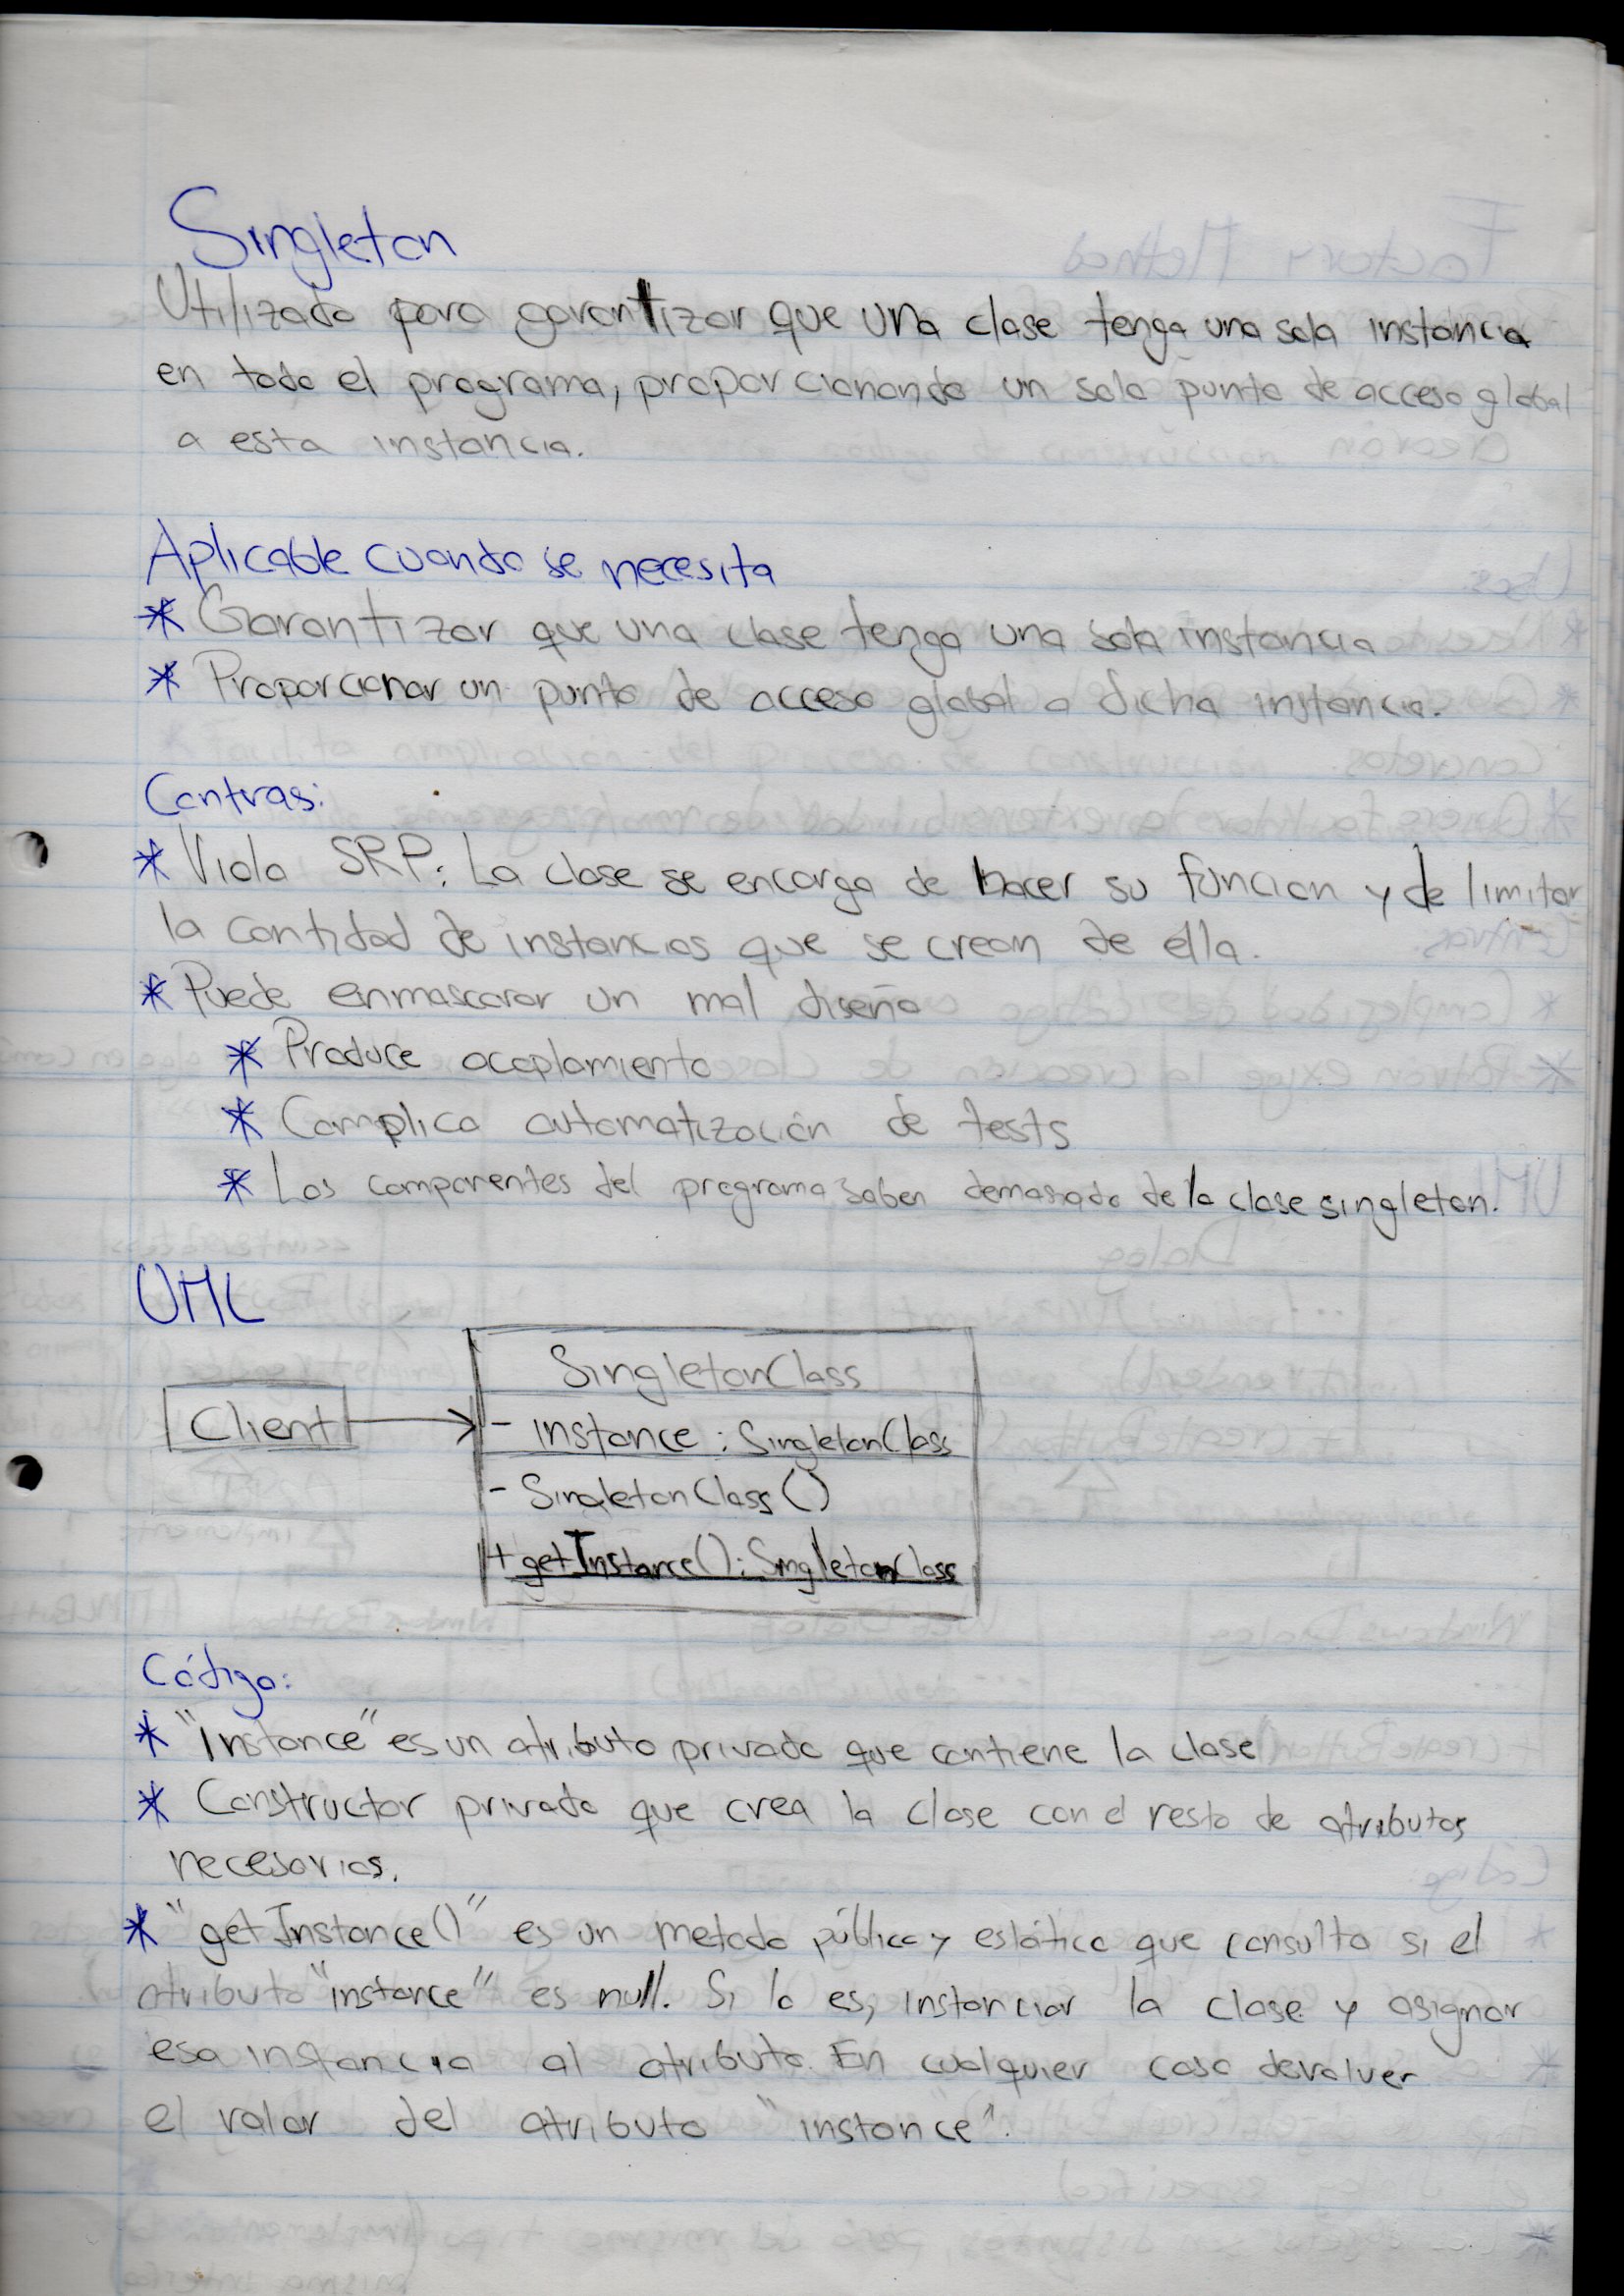 Singleton
Utilizado para garantizar que una clase tenga una sola instancia
en todo el programa, proporcionando un solo punto de acceso global
a esta instancia.
Aplicable cuando se necesita
* Garantizar que una clase tenga una sola instancia
* Proporcionar un punto de acceso global a dicha instancia.
Contras:
* Viola SRP: La clase se encarga de hacer su función y de limitar
la cantidad de instancias que se crean de ella.
* Puede enmascarar un mal diseño
* Produce acoplamiento
* Complica automatización de tests
* Los componentes del programa saben demasiado de la clase singleton.
UML
SingletonClass
Client
- instance : SingletonClass
- SingletonClass()
+ getInstance(): SingletonClass
Código:
* "Instance" es un atributo privado que contiene la clase
* Constructor privado que crea la clase con el resto de atributos
necesarios.
* "getInstance()" es un metodo público y estático que consulta si el
atributo "instance" es null. Si lo es, instanciar la clase y asignar
esa instancia al atributo. En cualquier caso devolver
el valor del atributo "instance".